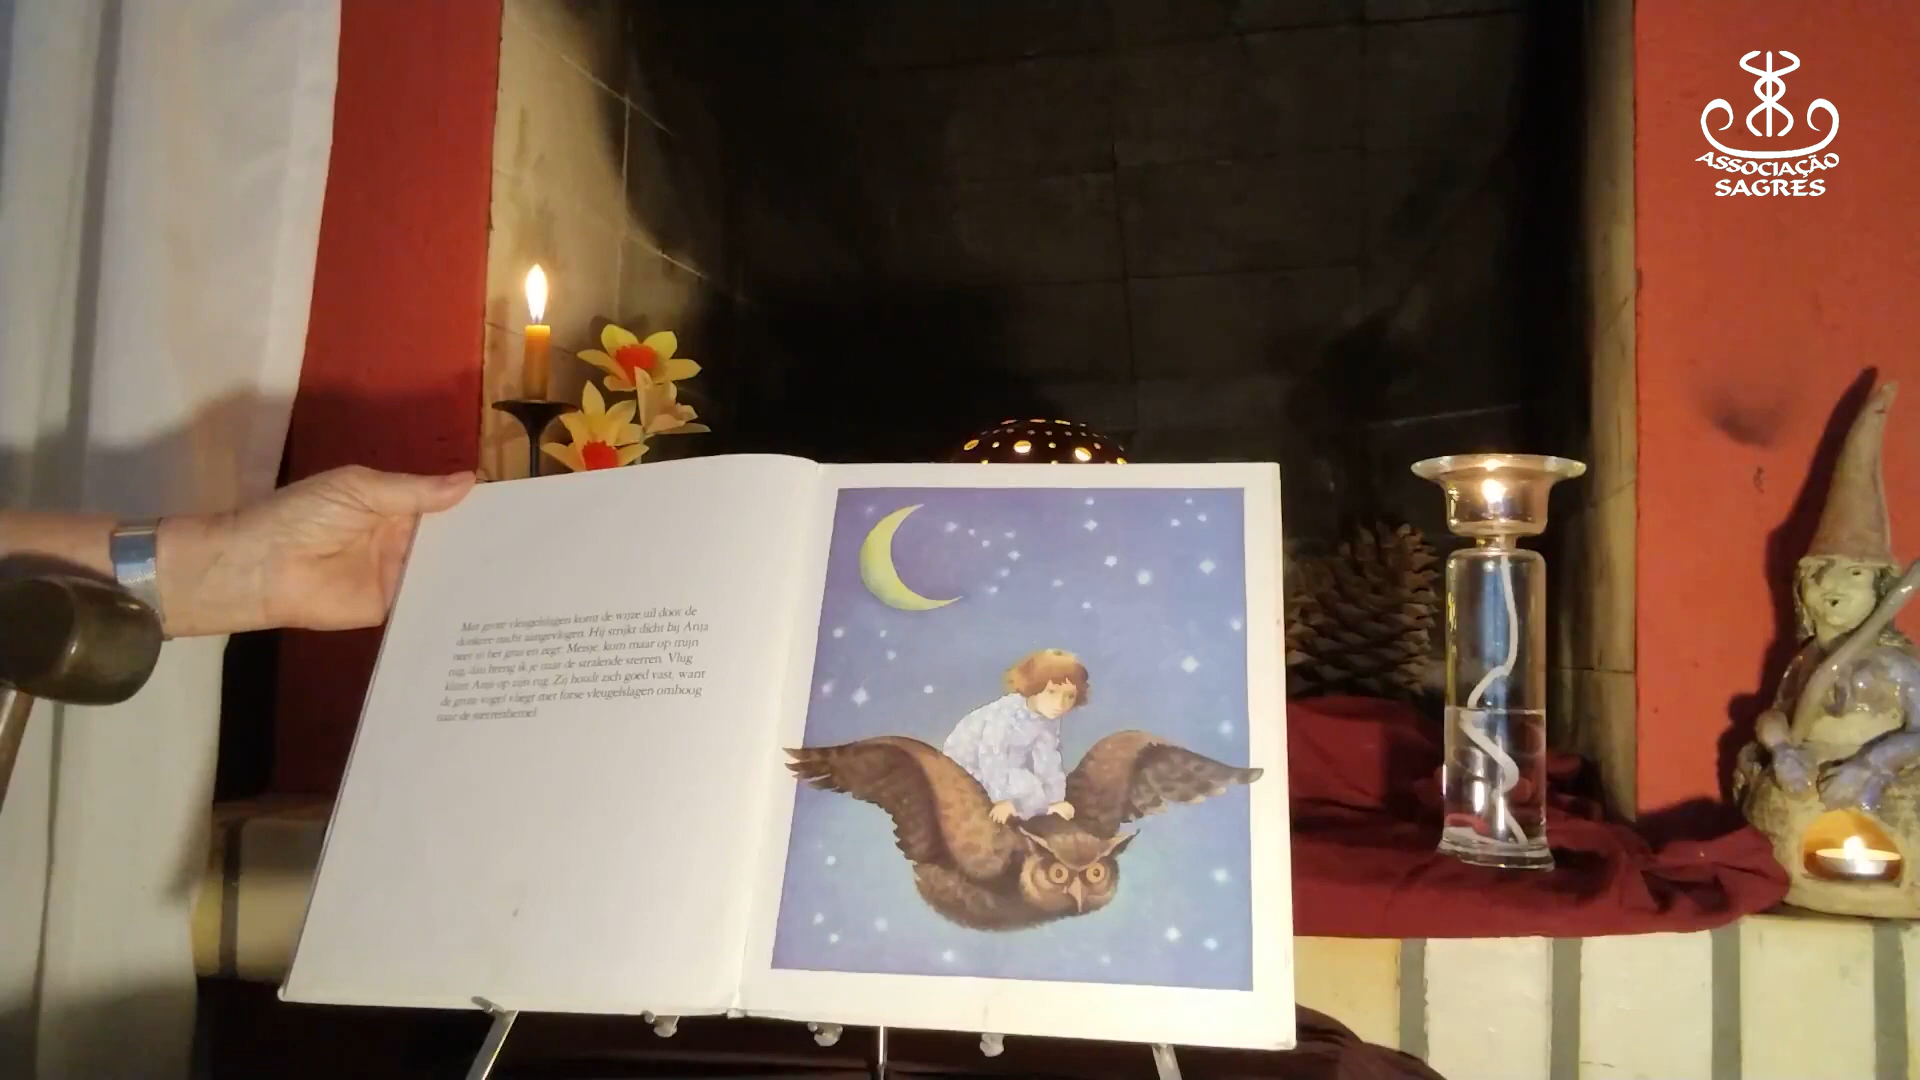 Met grote vleugelslagen komt de wijze uil door de
donkere nacht aangevlogen. Hij strijkt dicht bij Anja
neer in het gras en zegt: Meisje, kom maar op mijn
rug, dan breng ik je naar de stralende sterren. Vlug
klimt Anja op zijn rug. Zij houdt zich goed vast, want
de grote vogel vliegt met forse vleugelslagen omhoog
naar de sterrenhemel.
ASSOCIAÇÃO
SAGRES